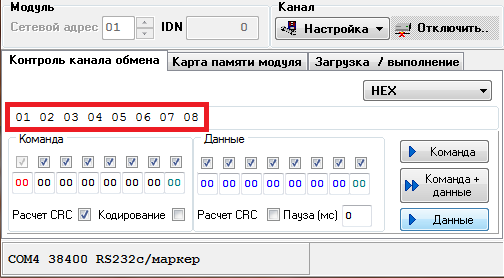 Модуль
Канал
Сетевой адрес 01 IDN 0
Настройка
Отключить..
Контроль канала обмена
Карта памяти модуля
Загрузка / выполнение
HEX
01 02 03 04 05 06 07 08
Команда
00 00 00 00 00 00 00 00
Расчет CRC Кодирование
Данные
00 00 00 00 00 00 00 00
Расчет CRC Пауза (мс) 0
Команда
Команда +
данные
Данные
COM4 38400 RS232c/маркер